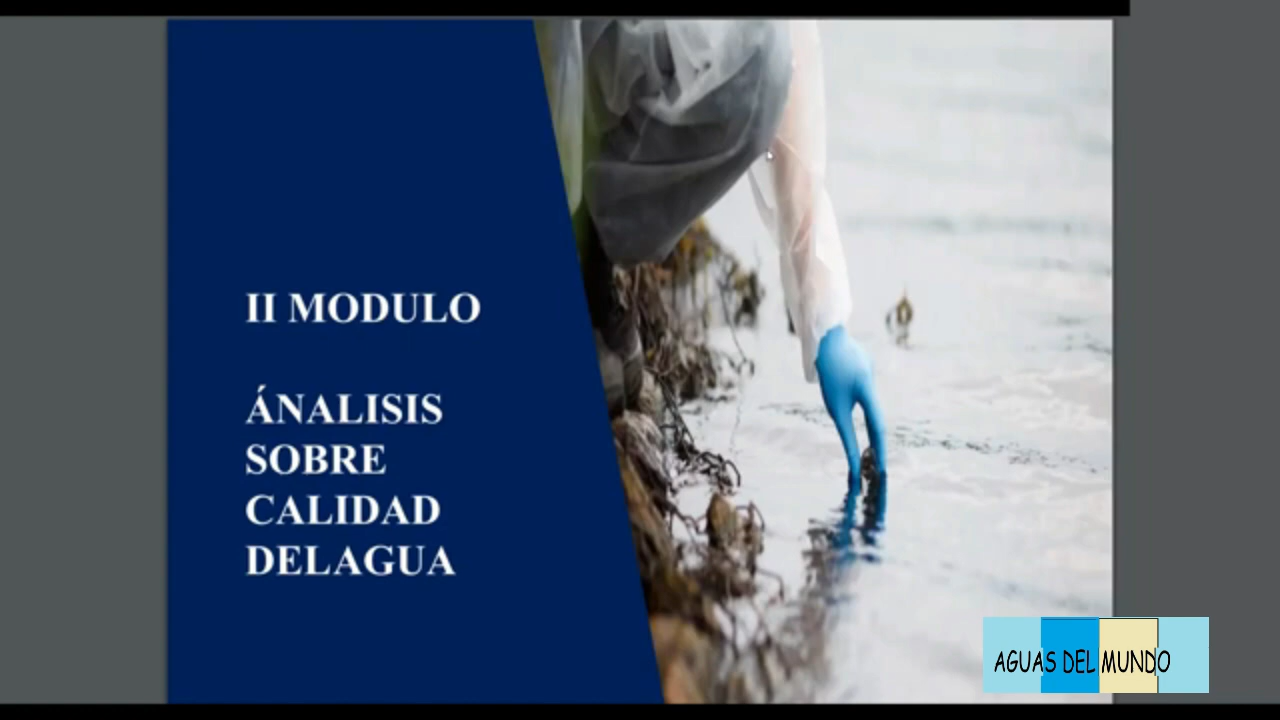 II MODULO
ÁNALISIS
SOBRE
CALIDAD
DELAGUA
AGUAS DEL MUNDO